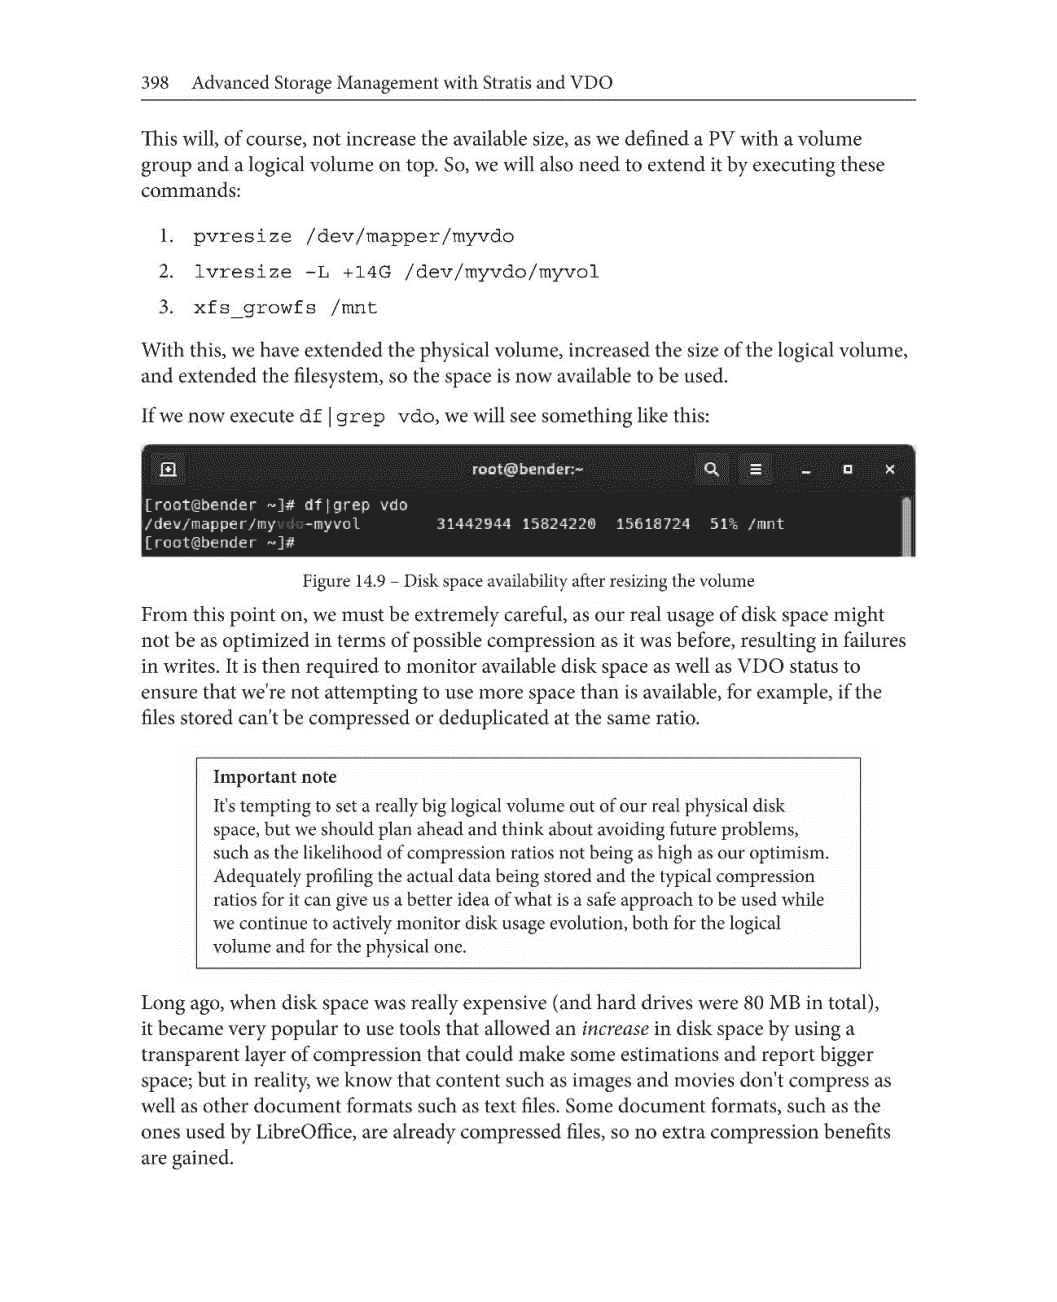 398 Advanced Storage Management with Stratis and VDO
This will, of course, not increase the available size, as we defined a PV with a volume
group and a logical volume on top. So, we will also need to extend it by executing these
commands:
1. pvresize /dev/mapper/myvdo
2. lvresize -L +14G /dev/myvdo/myvol
3. xfs_growfs /mnt
With this, we have extended the physical volume, increased the size of the logical volume,
and extended the filesystem, so the space is now available to be used.
If we now execute df|grep vdo, we will see something like this:
root@bender:~
[root@bender ~]# df|grep vdo
/dev/mapper/myvdo-myvol 31442944 15824220 15618724 51% /mnt
[root@bender ~]#
Figure 14.9 – Disk space availability after resizing the volume
From this point on, we must be extremely careful, as our real usage of disk space might
not be as optimized in terms of possible compression as it was before, resulting in failures
in writes. It is then required to monitor available disk space as well as VDO status to
ensure that we're not attempting to use more space than is available, for example, if the
files stored can't be compressed or deduplicated at the same ratio.
Important note
It's tempting to set a really big logical volume out of our real physical disk
space, but we should plan ahead and think about avoiding future problems,
such as the likelihood of compression ratios not being as high as our optimism.
Adequately profiling the actual data being stored and the typical compression
ratios for it can give us a better idea of what is a safe approach to be used while
we continue to actively monitor disk usage evolution, both for the logical
volume and for the physical one.
Long ago, when disk space was really expensive (and hard drives were 80 MB in total),
it became very popular to use tools that allowed an increase in disk space by using a
transparent layer of compression that could make some estimations and report bigger
space; but in reality, we know that content such as images and movies don't compress as
well as other document formats such as text files. Some document formats, such as the
ones used by LibreOffice, are already compressed files, so no extra compression benefits
are gained.